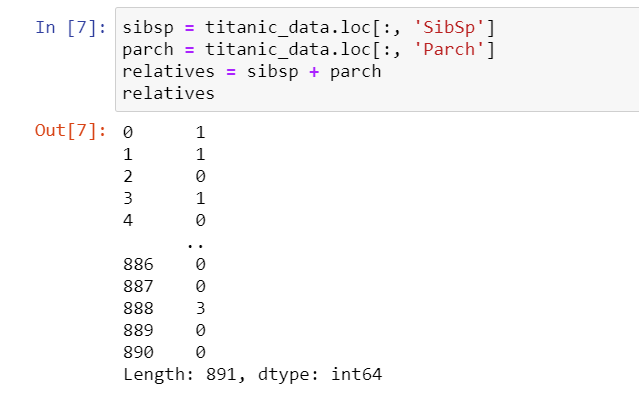 In [7]: sibsp = titanic_data.loc[:, 'SibSp']
parch = titanic_data.loc[:, 'Parch']
relatives = sibsp + parch
relatives
Out[7]: 0 1
1 1
2 0
3 1
4 0
..
886 0
887 0
888 3
889 0
890 0
Length: 891, dtype: int64